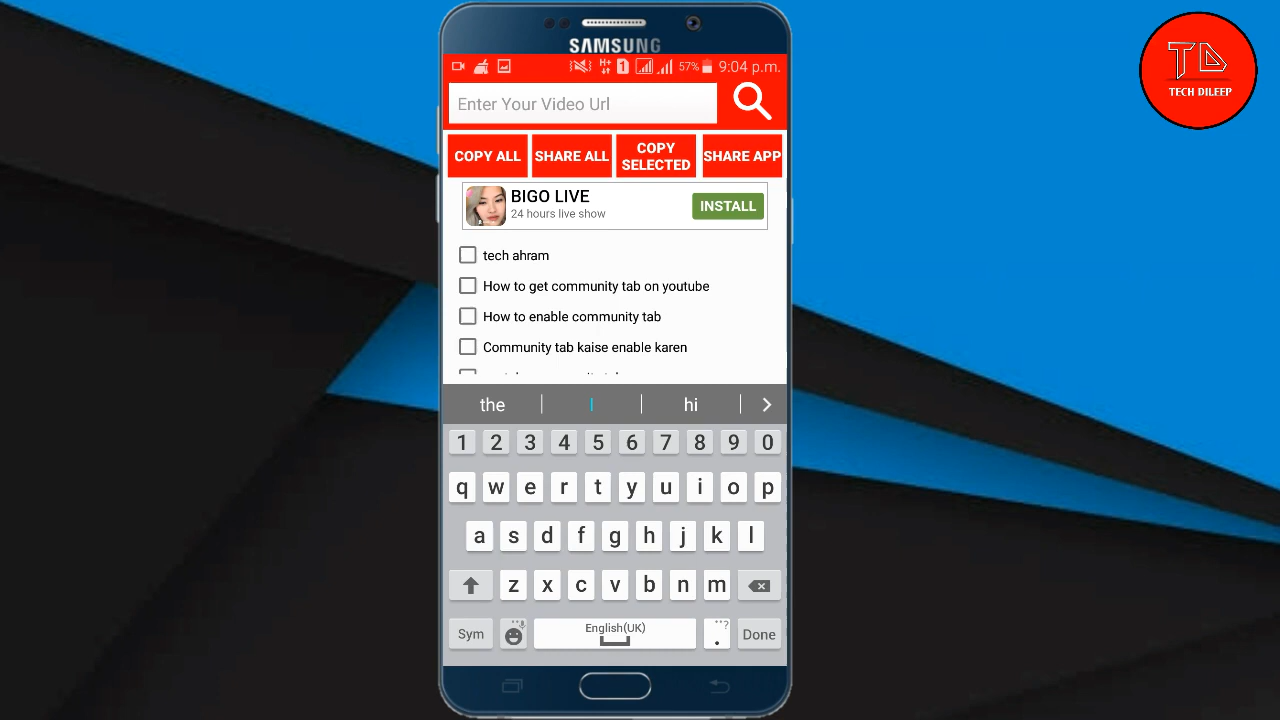 SAMSUNG
TD
TECH DILEEP
H+ 1 57% 9:04 p.m.
Enter Your Video Url
COPY ALL SHARE ALL COPY SELECTED SHARE APP
BIGO LIVE
24 hours live show
INSTALL
tech ahram
How to get community tab on youtube
How to enable community tab
Community tab kaise enable karen
the I hi
1 2 3 4 5 6 7 8 9 0
q w e r t y u i o p
a s d f g h j k l
z x c v b n m
Sym English(UK) . Done